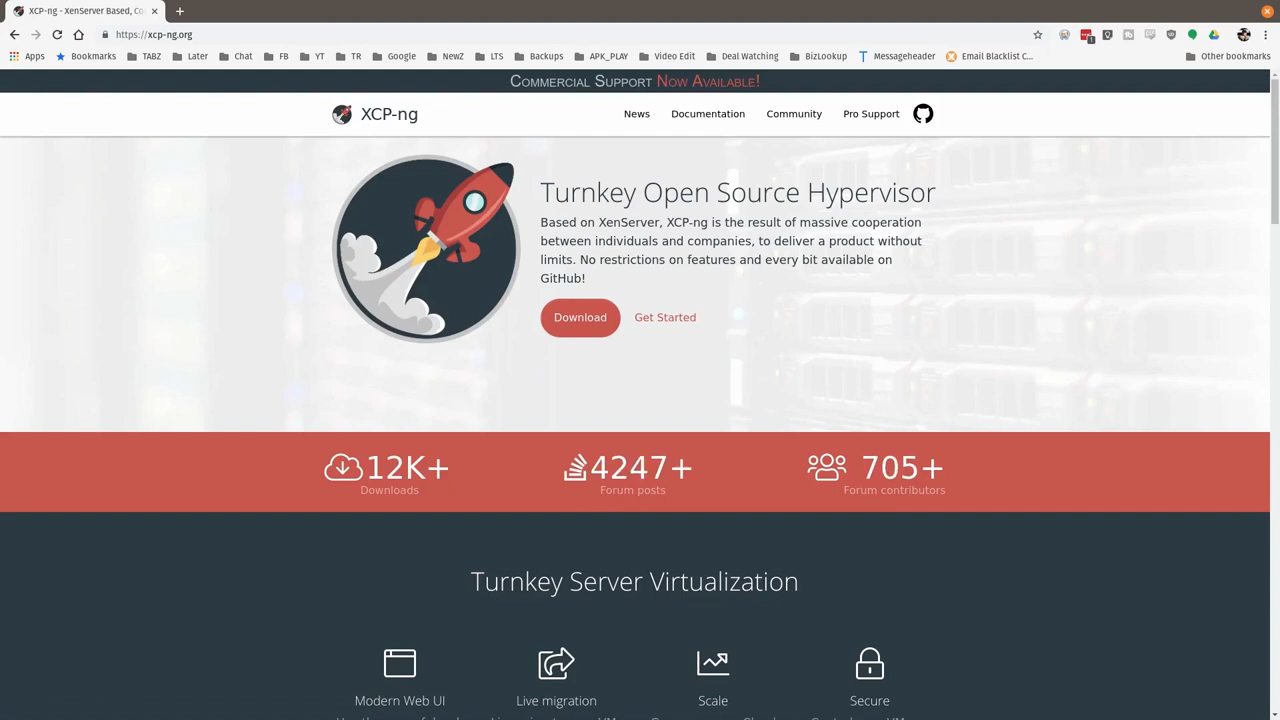 XCP-ng - XenServer Based, Co
https://xcp-ng.org
Apps Bookmarks TABZ Later Chat FB YT TR Google NewZ LTS Backups APK_PLAY Video Edit Deal Watching BizLookup Messageheader Email Blacklist C... Other bookmarks
Commercial Support Now Available!
XCP-ng News Documentation Community Pro Support
Turnkey Open Source Hypervisor
Based on XenServer, XCP-ng is the result of massive cooperation
between individuals and companies, to deliver a product without
limits. No restrictions on features and every bit available on
GitHub!
Download Get Started
12K+ 4247+ 705+
Downloads Forum posts Forum contributors
Turnkey Server Virtualization
Modern Web UI Live migration Scale Secure